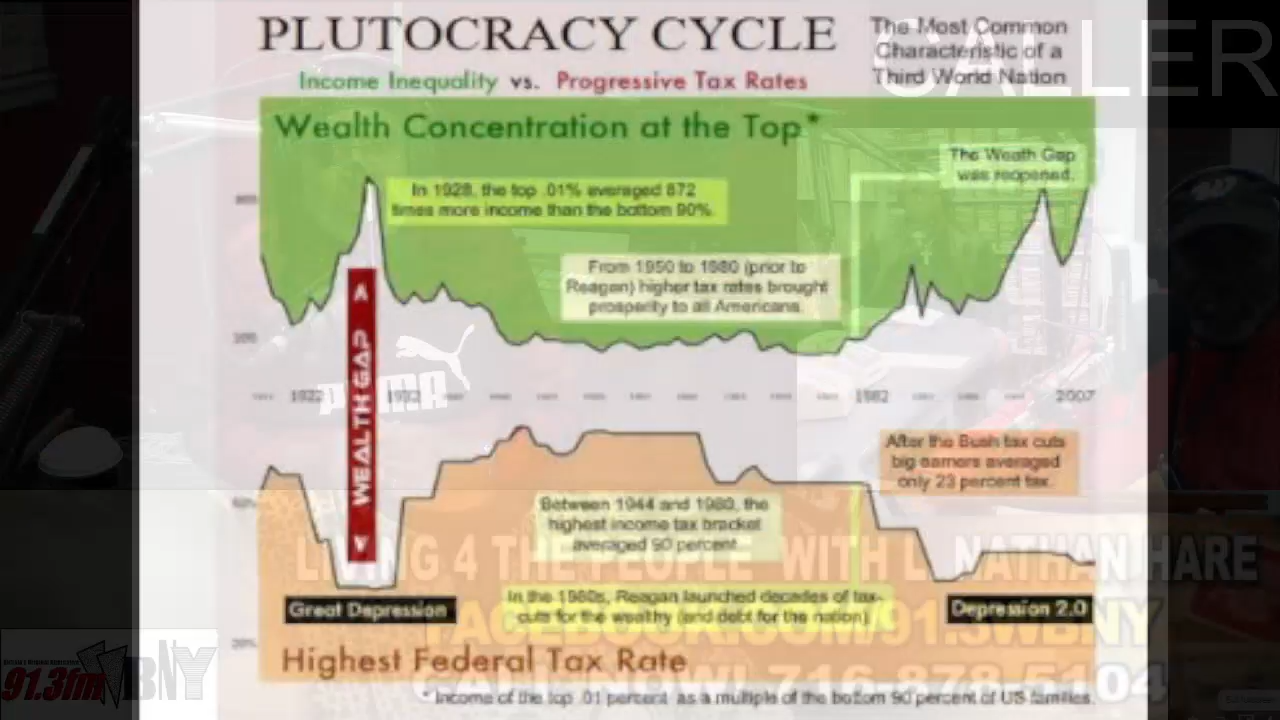 PLUTOCRACY CYCLE
The Most Common
Characteristic of a
Third World Nation
CALLER
Income Inequality vs. Progressive Tax Rates
Wealth Concentration at the Top*
The Weath Gap
was reopened.
In 1928, the top .01% averaged 872
times more income than the bottom 90%.
From 1950 to 1980 (prior to
Reagan) higher tax rates brought
prosperity to all Americans.
WEALTH GAP
PUMA
1922
1932
1982
2007
After the Bush tax cuts
big earners averaged
only 23 percent tax.
Between 1944 and 1980, the
highest income tax bracket
averaged 90 percent
LIVING 4 THE PEOPLE WITH L. NATHAN HARE
In the 1980s, Reagan launched decades of tax-
cuts for the wealthy (and debt for the nation).
Great Depression
Depression 2.0
FACEBOOK.COM/91.3WBNY
Highest Federal Tax Rate
CALL NOW! 716-878-5104
91.3fm WBNY
* Income of the top .01 percent as a multiple of the bottom 90 percent of US families.